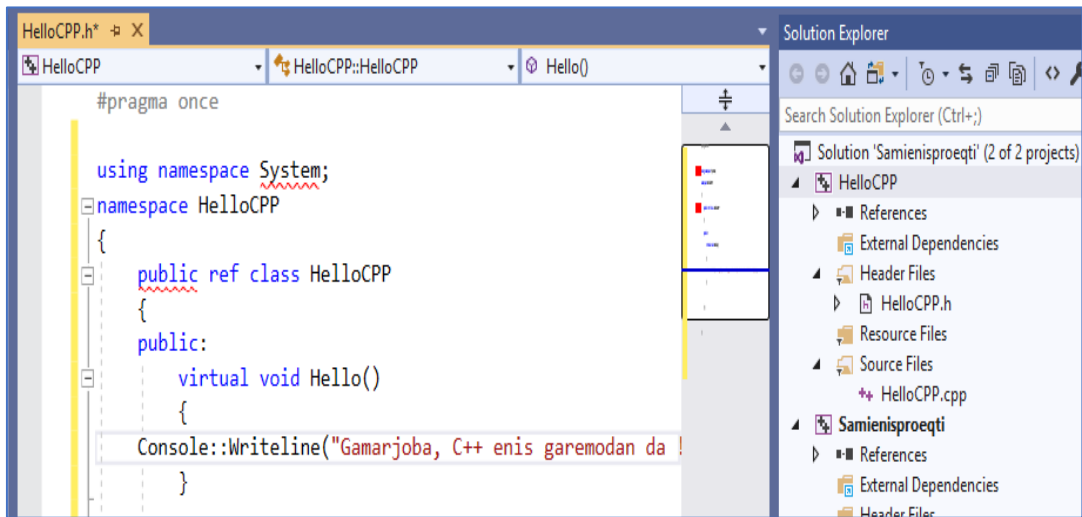 HelloCPP.h*
HelloCPP
HelloCPP::HelloCPP
Hello()
#pragma once
using namespace System;
namespace HelloCPP
{
public ref class HelloCPP
{
public:
virtual void Hello()
{
Console::Writeline("Gamarjoba, C++ enis garemodan da !
}
Solution Explorer
Search Solution Explorer (Ctrl+;)
Solution 'Samienisproeqti' (2 of 2 projects)
HelloCPP
References
External Dependencies
Header Files
HelloCPP.h
Resource Files
Source Files
HelloCPP.cpp
Samienisproeqti
References
External Dependencies
Header Files